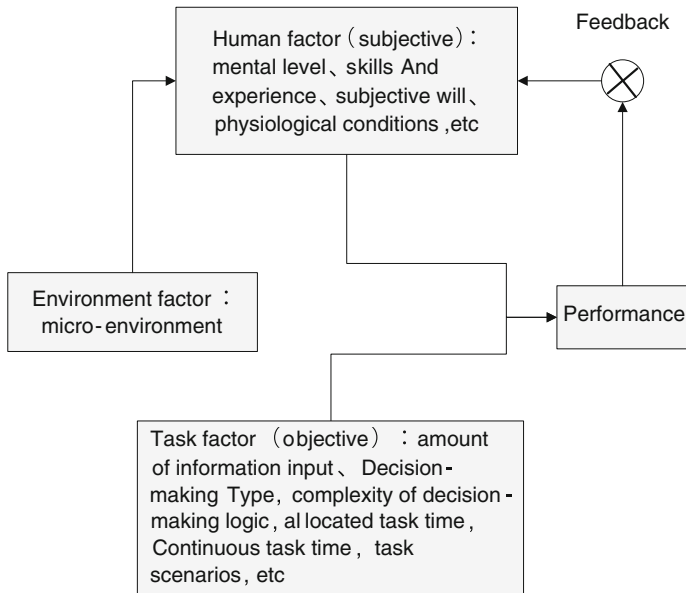 Feedback
Human factor（subjective）：
mental level、skills And
experience、subjective will、
physiological conditions ,etc
Environment factor：
micro-environment
Performance
Task factor （objective）：amount
of information input、 Decision-
making Type, complexity of decision-
making logic, al located task time,
Continuous task time, task
scenarios, etc